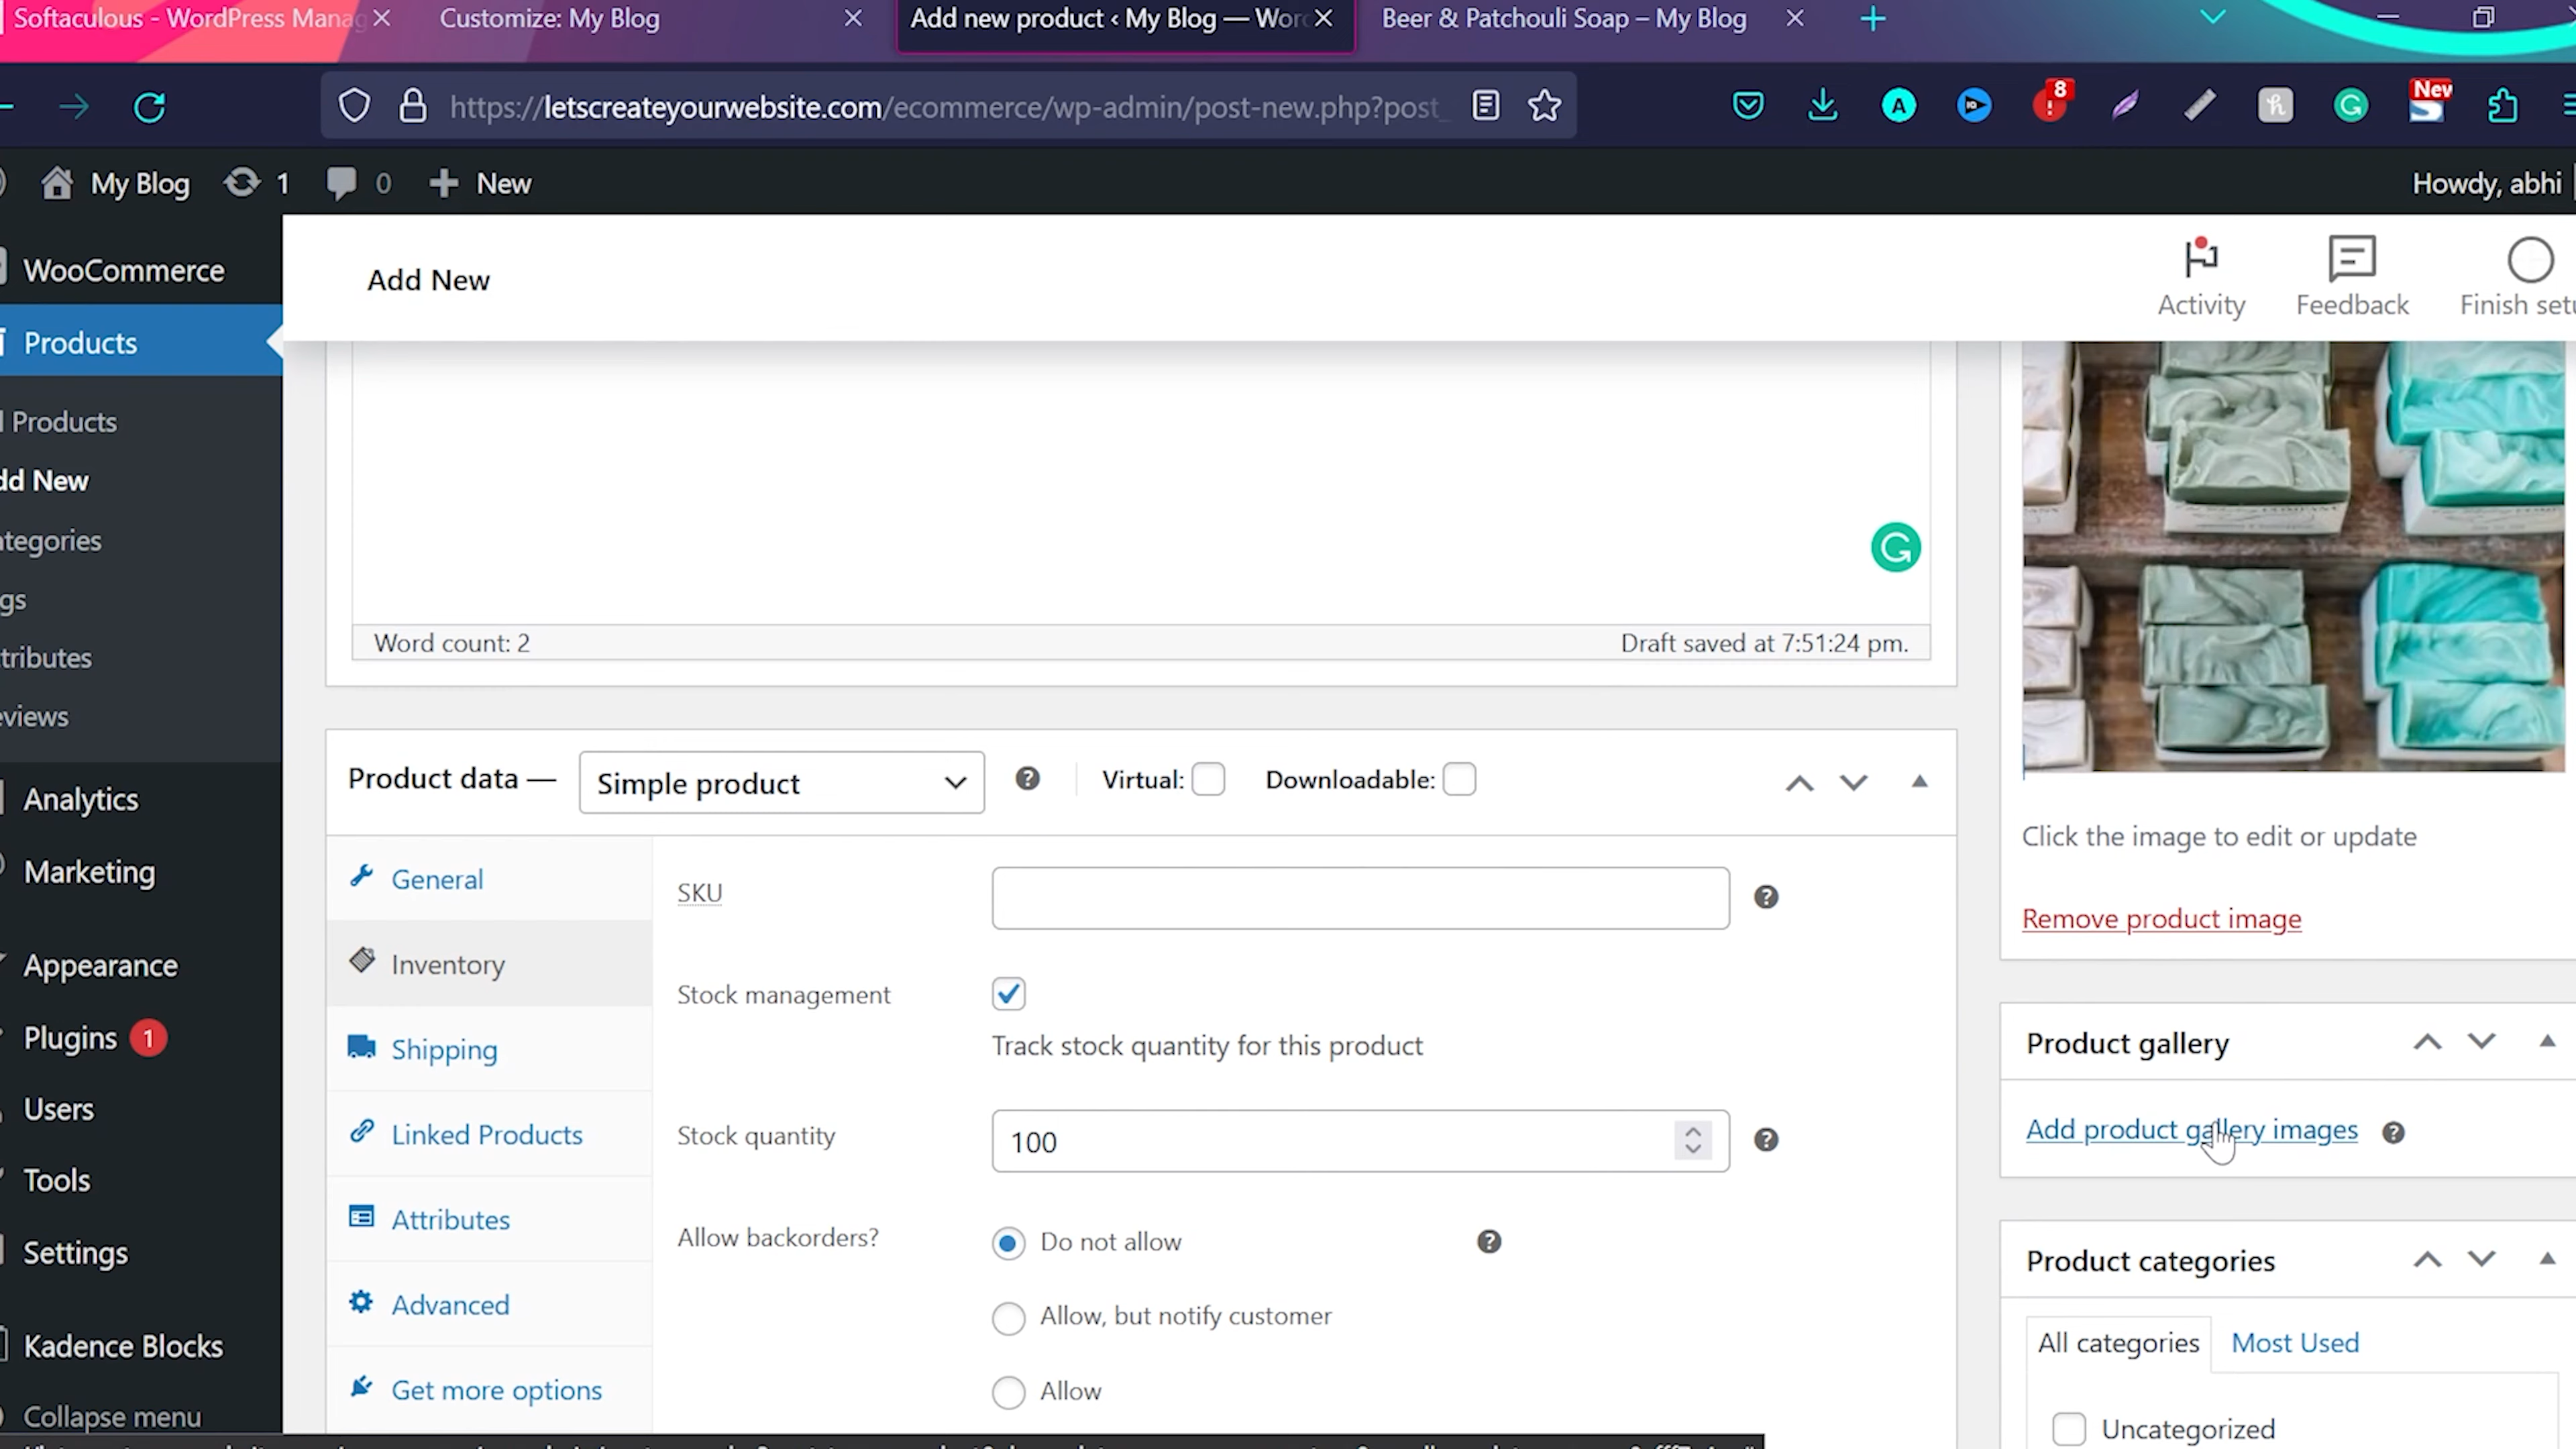 Softaculous - WordPress Manag
Customize: My Blog
Add new product ‹ My Blog — Wor
Beer & Patchouli Soap – My Blog
https://letscreateyourwebsite.com/ecommerce/wp-admin/post-new.php?post_
8
New
My Blog
1
0
New
Howdy, abhi
WooCommerce
Products
l Products
dd New
ategories
gs
tributes
eviews
Analytics
Marketing
Appearance
Plugins 1
Users
Tools
Settings
Kadence Blocks
Collapse menu
Add New
Activity
Feedback
Finish setu
Word count: 2
Draft saved at 7:51:24 pm.
Product data —
Simple product
Virtual:
Downloadable:
General
Inventory
Shipping
Linked Products
Attributes
Advanced
Get more options
SKU
Stock management
Track stock quantity for this product
Stock quantity
100
Allow backorders?
Do not allow
Allow, but notify customer
Allow
Click the image to edit or update
Remove product image
Product gallery
Add product gallery images
Product categories
All categories
Most Used
Uncategorized